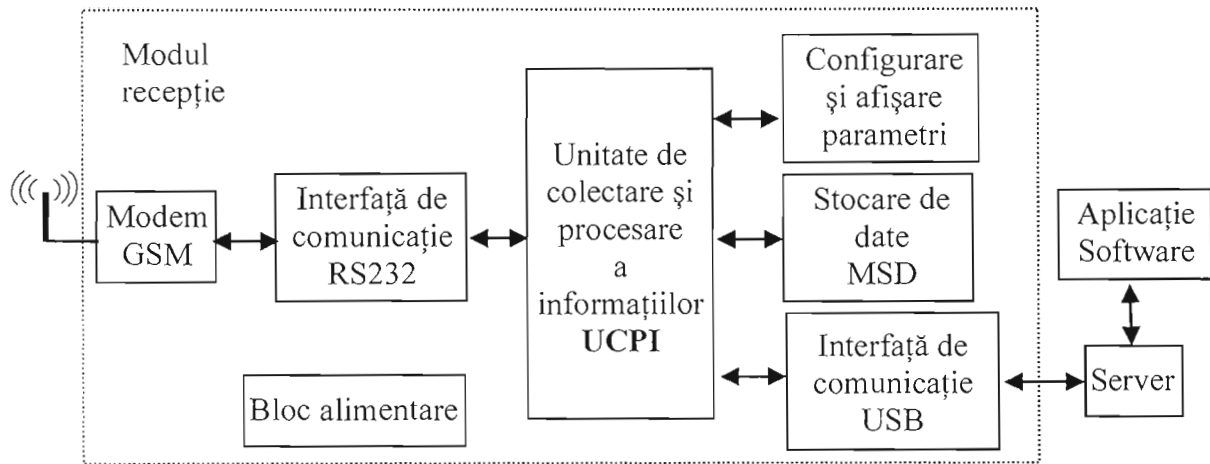 Modul
recepție
Modem
GSM
Interfață de
comunicație
RS232
Bloc alimentare
Unitate de
colectare și
procesare
a
informațiilor
UCPI
Configurare
și afișare
parametri
Stocare de
date
MSD
Interfață de
comunicație
USB
Aplicație
Software
Server